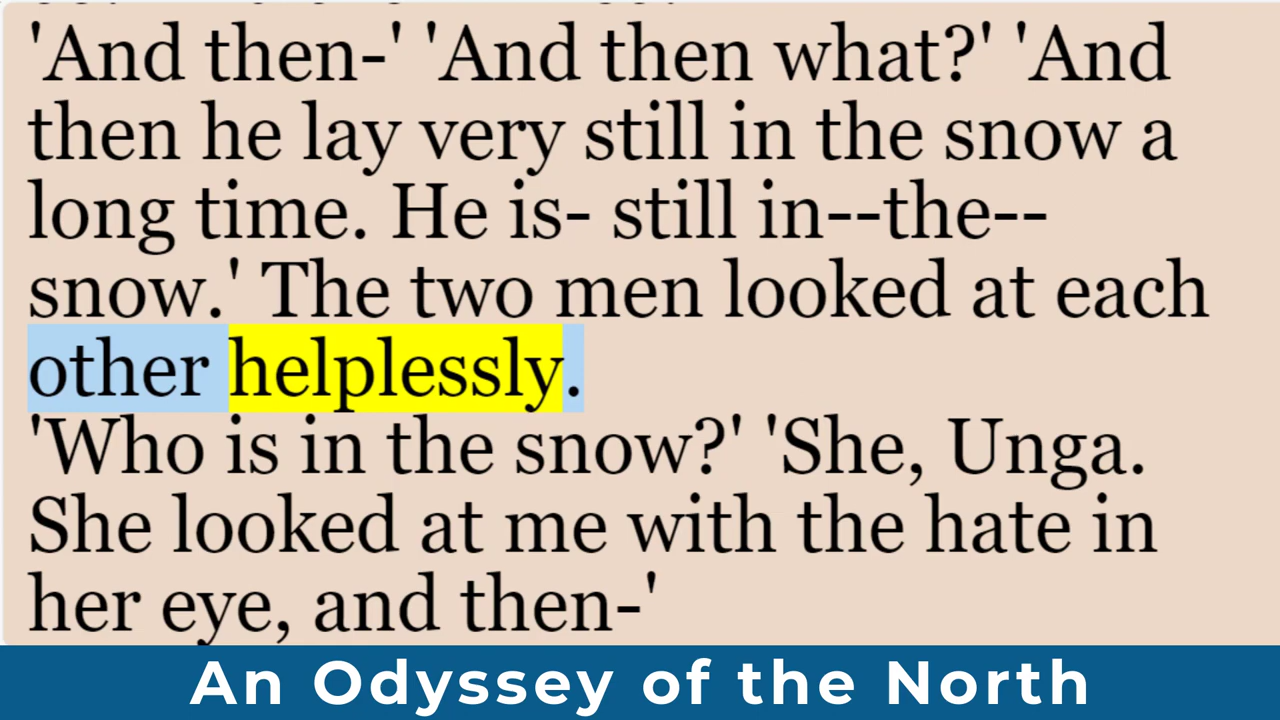 'And then-' 'And then what?' 'And
then he lay very still in the snow a
long time. He is- still in--the--
snow.' The two men looked at each
other helplessly.
'Who is in the snow?' 'She, Unga.
She looked at me with the hate in
her eye, and then-'
An Odyssey of the North